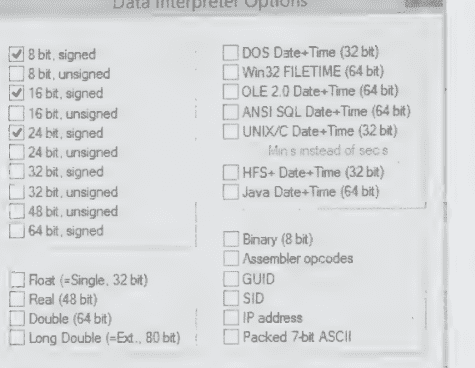 Data Interpreter Options
8 bit, signed
8 bit, unsigned
16 bit, signed
16 bit, unsigned
24 bit, signed
24 bit, unsigned
32 bit, signed
32 bit, unsigned
48 bit, unsigned
64 bit, signed
Float (=Single, 32 bit)
Real (48 bit)
Double (64 bit)
Long Double (=Ext., 80 bit)
DOS Date+Time (32 bit)
Win32 FILETIME (64 bit)
OLE 2.0 Date+Time (64 bit)
ANSI SQL Date+Time (64 bit)
UNIX/C Date+Time (32 bit)
Min's instead of sec's
HFS+ Date+Time (32 bit)
Java Date+Time (64 bit)
Binary (8 bit)
Assembler opcodes
GUID
SID
IP address
Packed 7-bit ASCII